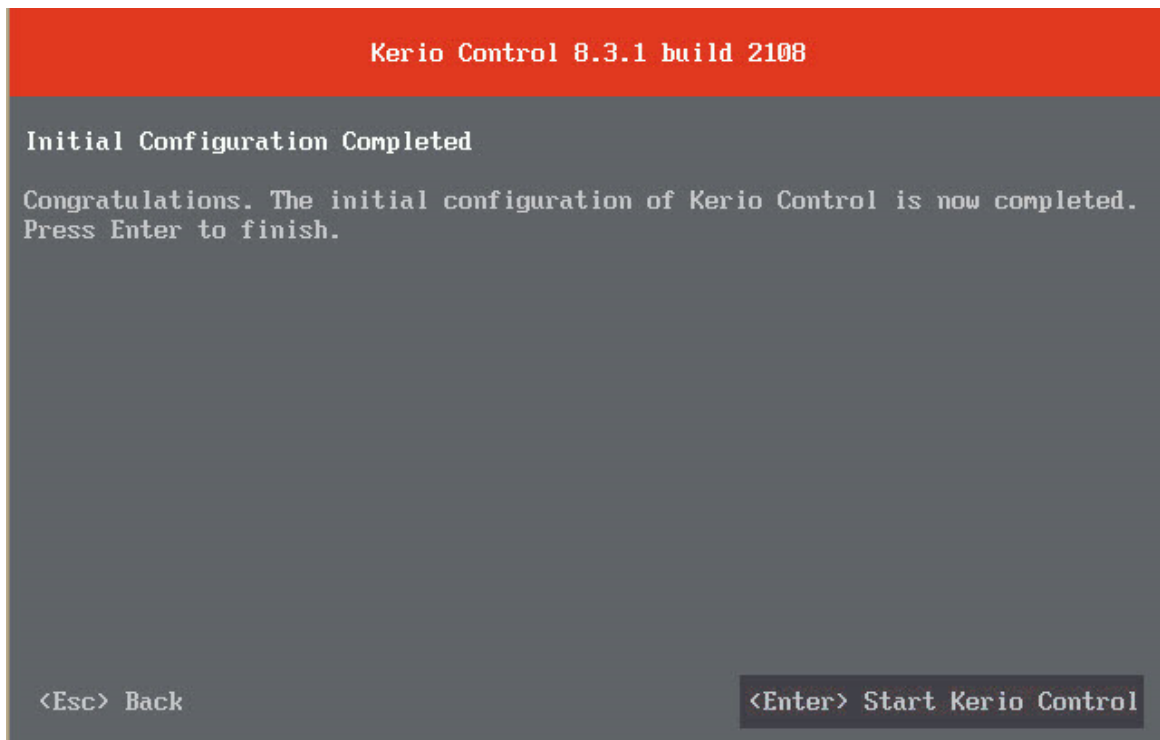 Kerio Control 8.3.1 build 2108
Initial Configuration Completed
Congratulations. The initial configuration of Kerio Control is now completed.
Press Enter to finish.
<Esc> Back
<Enter> Start Kerio Control